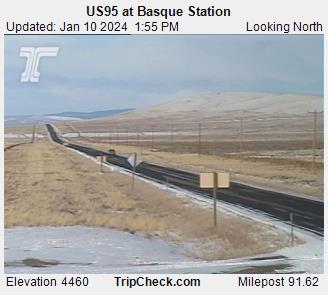 US95 at Basque Station
Updated: Jan 10 2024 1:55 PM Looking North
Elevation 4460 TripCheck.com Milepost 91.62